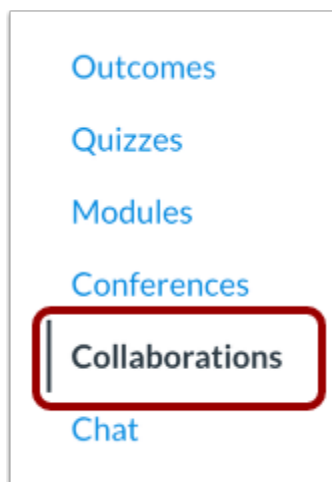 Outcomes
Quizzes
Modules
Conferences
Collaborations
Chat